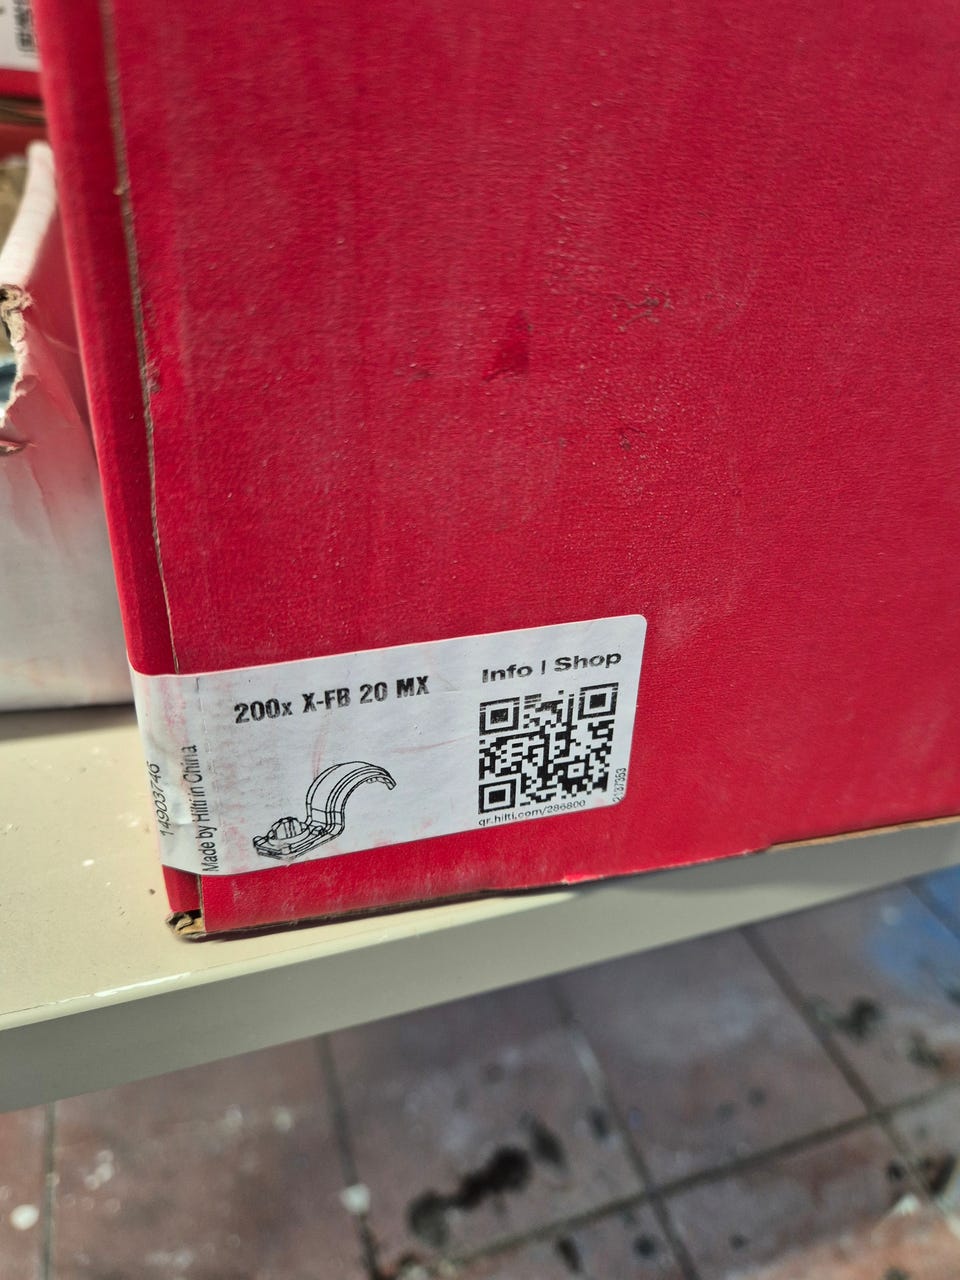 200x X-FB 20 MX
Info | Shop
qr.hilti.com/286800
2137353
14903746
Made by Hilti in China